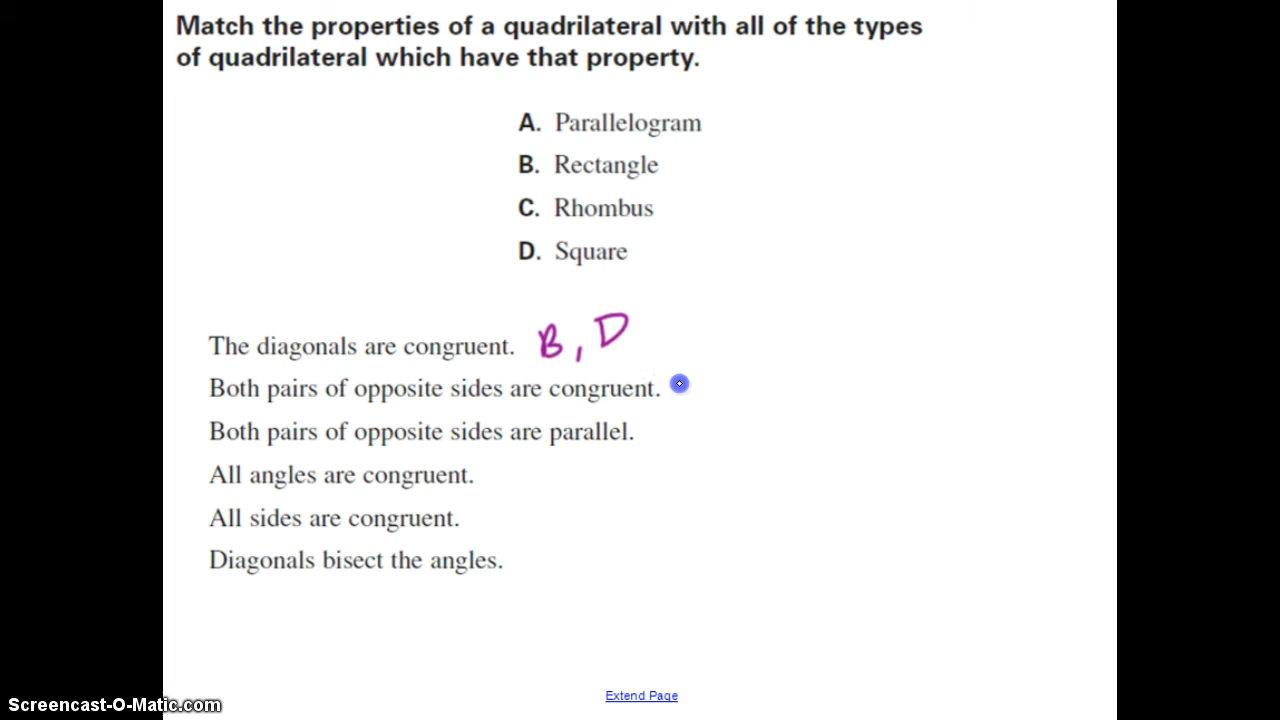 Match the properties of a quadrilateral with all of the types
of quadrilateral which have that property.
A. Parallelogram
B. Rectangle
C. Rhombus
D. Square
The diagonals are congruent. B, D
Both pairs of opposite sides are congruent.
Both pairs of opposite sides are parallel.
All angles are congruent.
All sides are congruent.
Diagonals bisect the angles.
Extend Page
Screencast-O-Matic.com